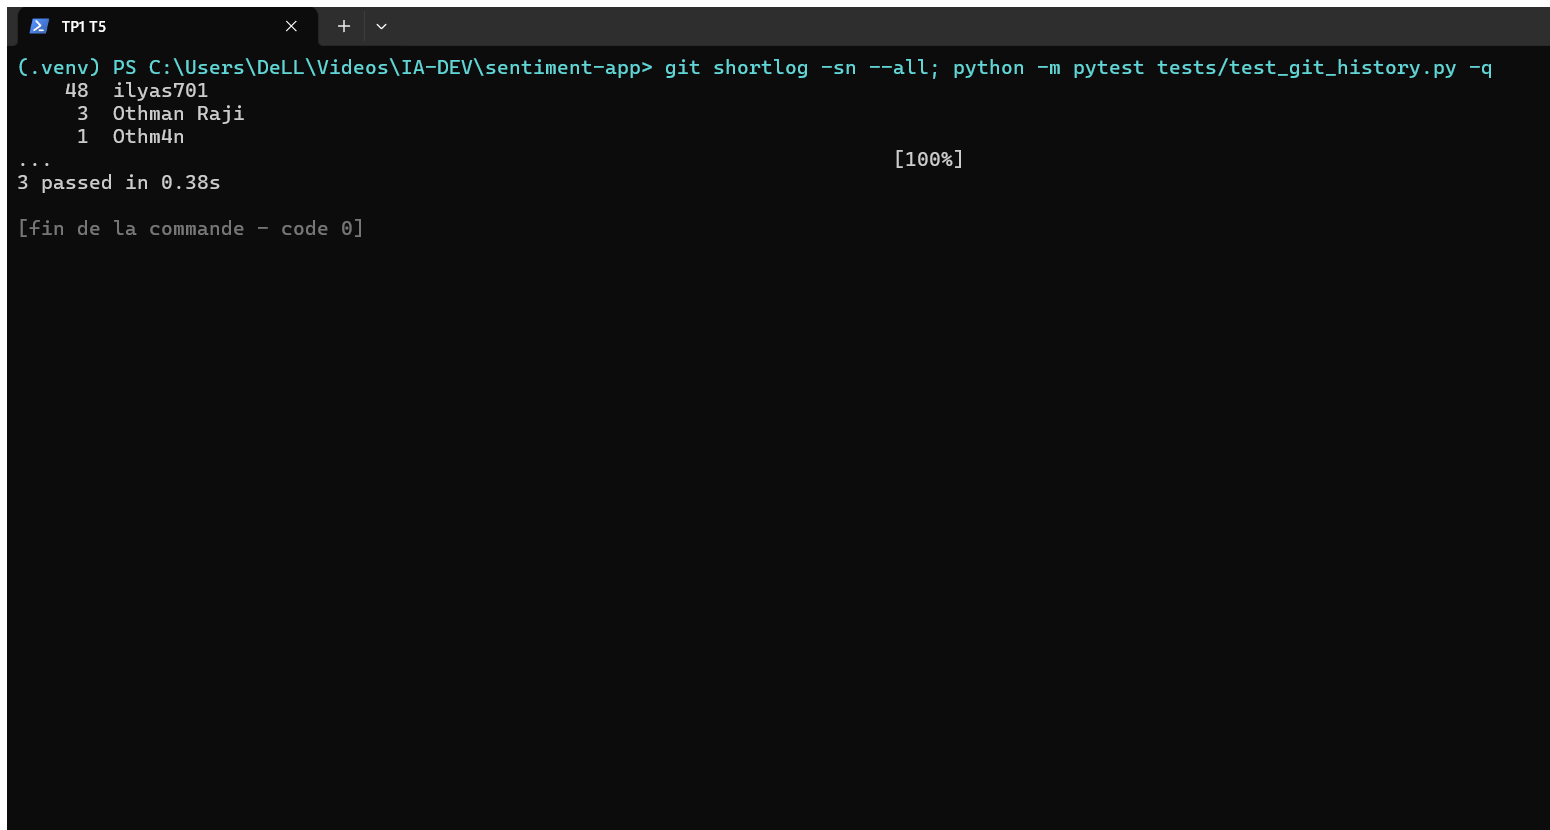 TP1 T5
(.venv) PS C:\Users\DeLL\Videos\IA-DEV\sentiment-app> git shortlog -sn --all; python -m pytest tests/test_git_history.py -q
48 ilyas701
3 Othman Raji
1 Othm4n
... [100%]
3 passed in 0.38s
[fin de la commande - code 0]